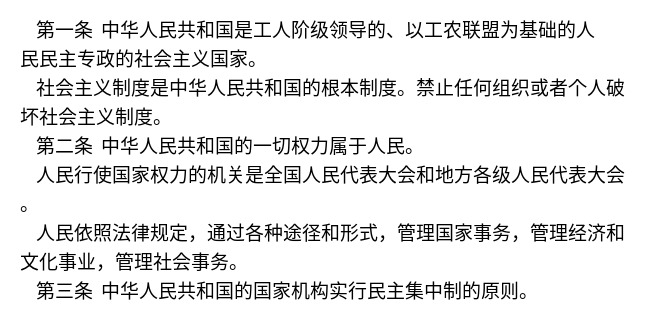 第一条 中华人民共和国是工人阶级领导的、以工农联盟为基础的人
民民主专政的社会主义国家。
社会主义制度是中华人民共和国的根本制度。禁止任何组织或者个人破
坏社会主义制度。
第二条 中华人民共和国的一切权力属于人民。
人民行使国家权力的机关是全国人民代表大会和地方各级人民代表大会
。
人民依照法律规定，通过各种途径和形式，管理国家事务，管理经济和
文化事业，管理社会事务。
第三条 中华人民共和国的国家机构实行民主集中制的原则。